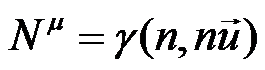 N^μ = γ(n, nu⃗)